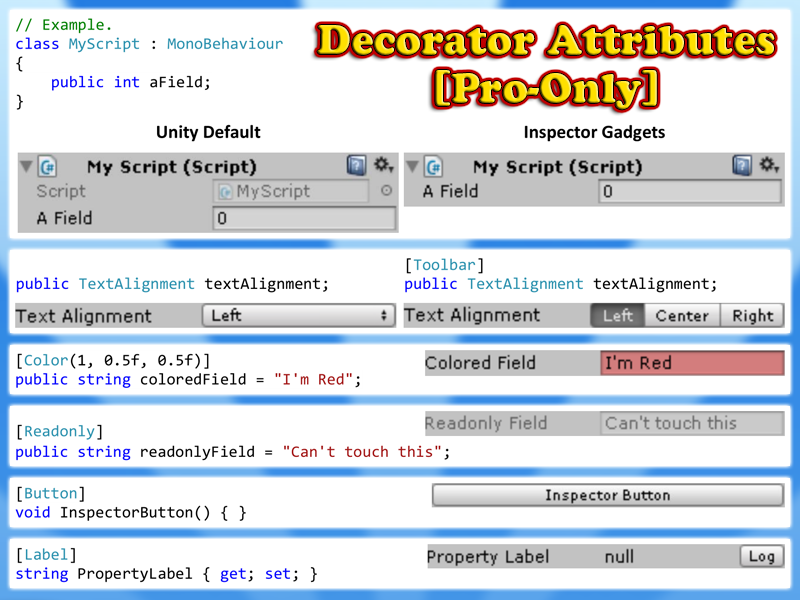 // Example.
class MyScript : MonoBehaviour
{
    public int aField;
}
Decorator Attributes
[Pro-Only]
Unity Default
My Script (Script)
Script MyScript
A Field 0
Inspector Gadgets
My Script (Script)
A Field 0
public TextAlignment textAlignment;
Text Alignment Left
[Toolbar]
public TextAlignment textAlignment;
Text Alignment Left Center Right
[Color(1, 0.5f, 0.5f)]
public string coloredField = "I'm Red";
Colored Field I'm Red
[Readonly]
public string readonlyField = "Can't touch this";
Readonly Field Can't touch this
[Button]
void InspectorButton() { }
Inspector Button
[Label]
string PropertyLabel { get; set; }
Property Label null Log